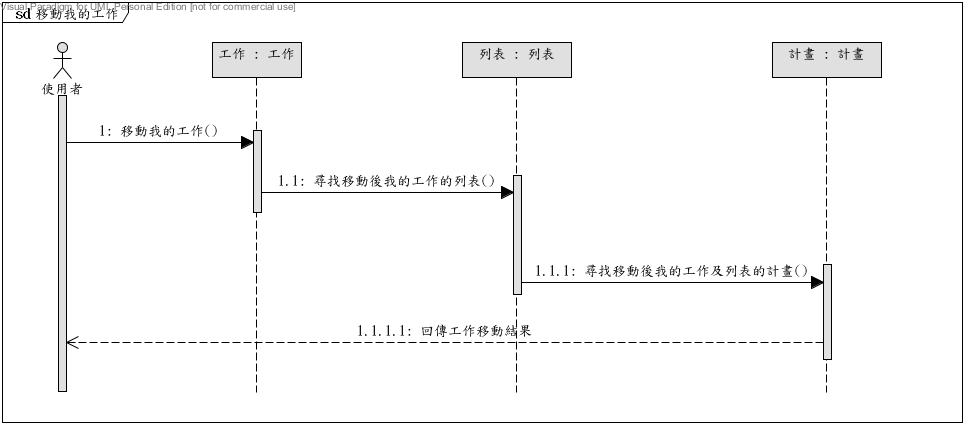 Visual Paradigm for UML Personal Edition [not for commercial use]
sd 移動我的工作
工作 : 工作
列表 : 列表
計畫 : 計畫
使用者
1: 移動我的工作()
1.1: 尋找移動後我的工作的列表()
1.1.1: 尋找移動後我的工作及列表的計畫()
1.1.1.1: 回傳工作移動結果